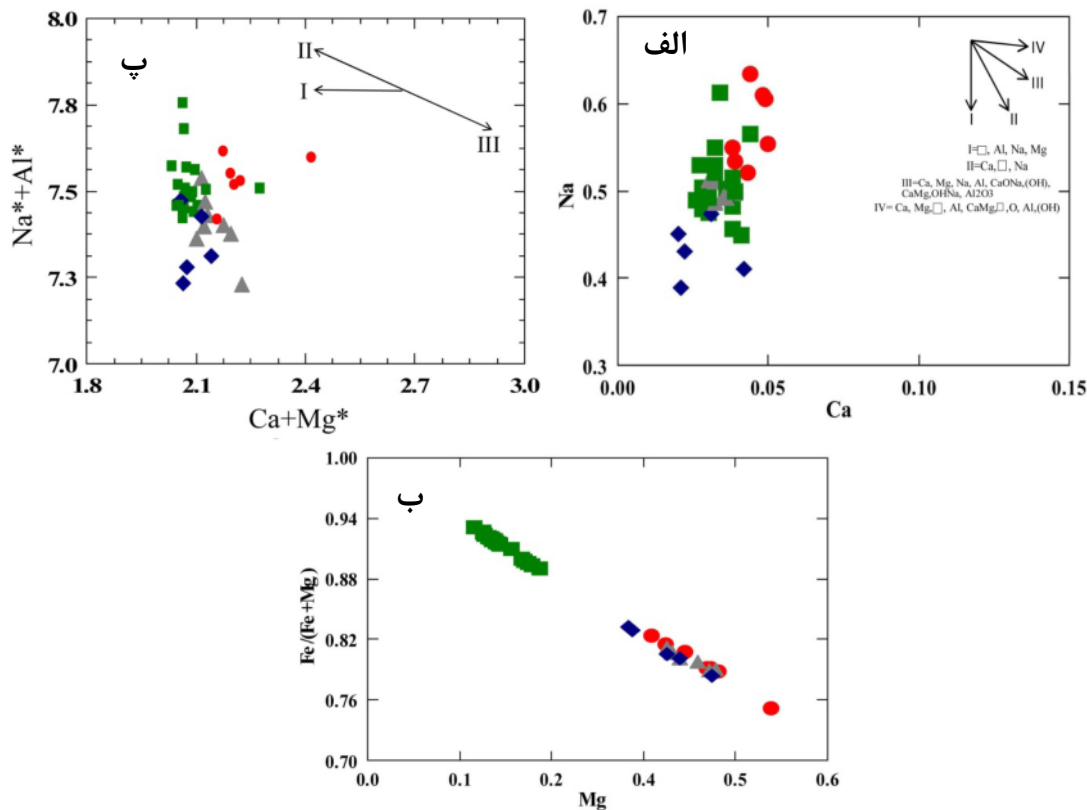 پ
8.0
7.8
7.5
7.3
7.0
1.8
2.1
2.4
2.7
3.0
Na*+Al*
Ca+Mg*
II
I
III
الف
0.7
0.6
0.5
0.4
0.3
0.00
0.05
0.10
0.15
Na
Ca
IV
III
II
I
I=□, Al, Na, Mg
II=Ca,□, Na
III=Ca, Mg, Na, Al, CaONa,(OH),
CaMg,OHNa, Al2O3
IV= Ca, Mg,□, Al, CaMg,□,O, Al,(OH)
ب
1.00
0.94
0.88
0.82
0.76
0.70
0.0
0.1
0.2
0.4
0.5
0.6
Fe/(Fe+Mg)
Mg